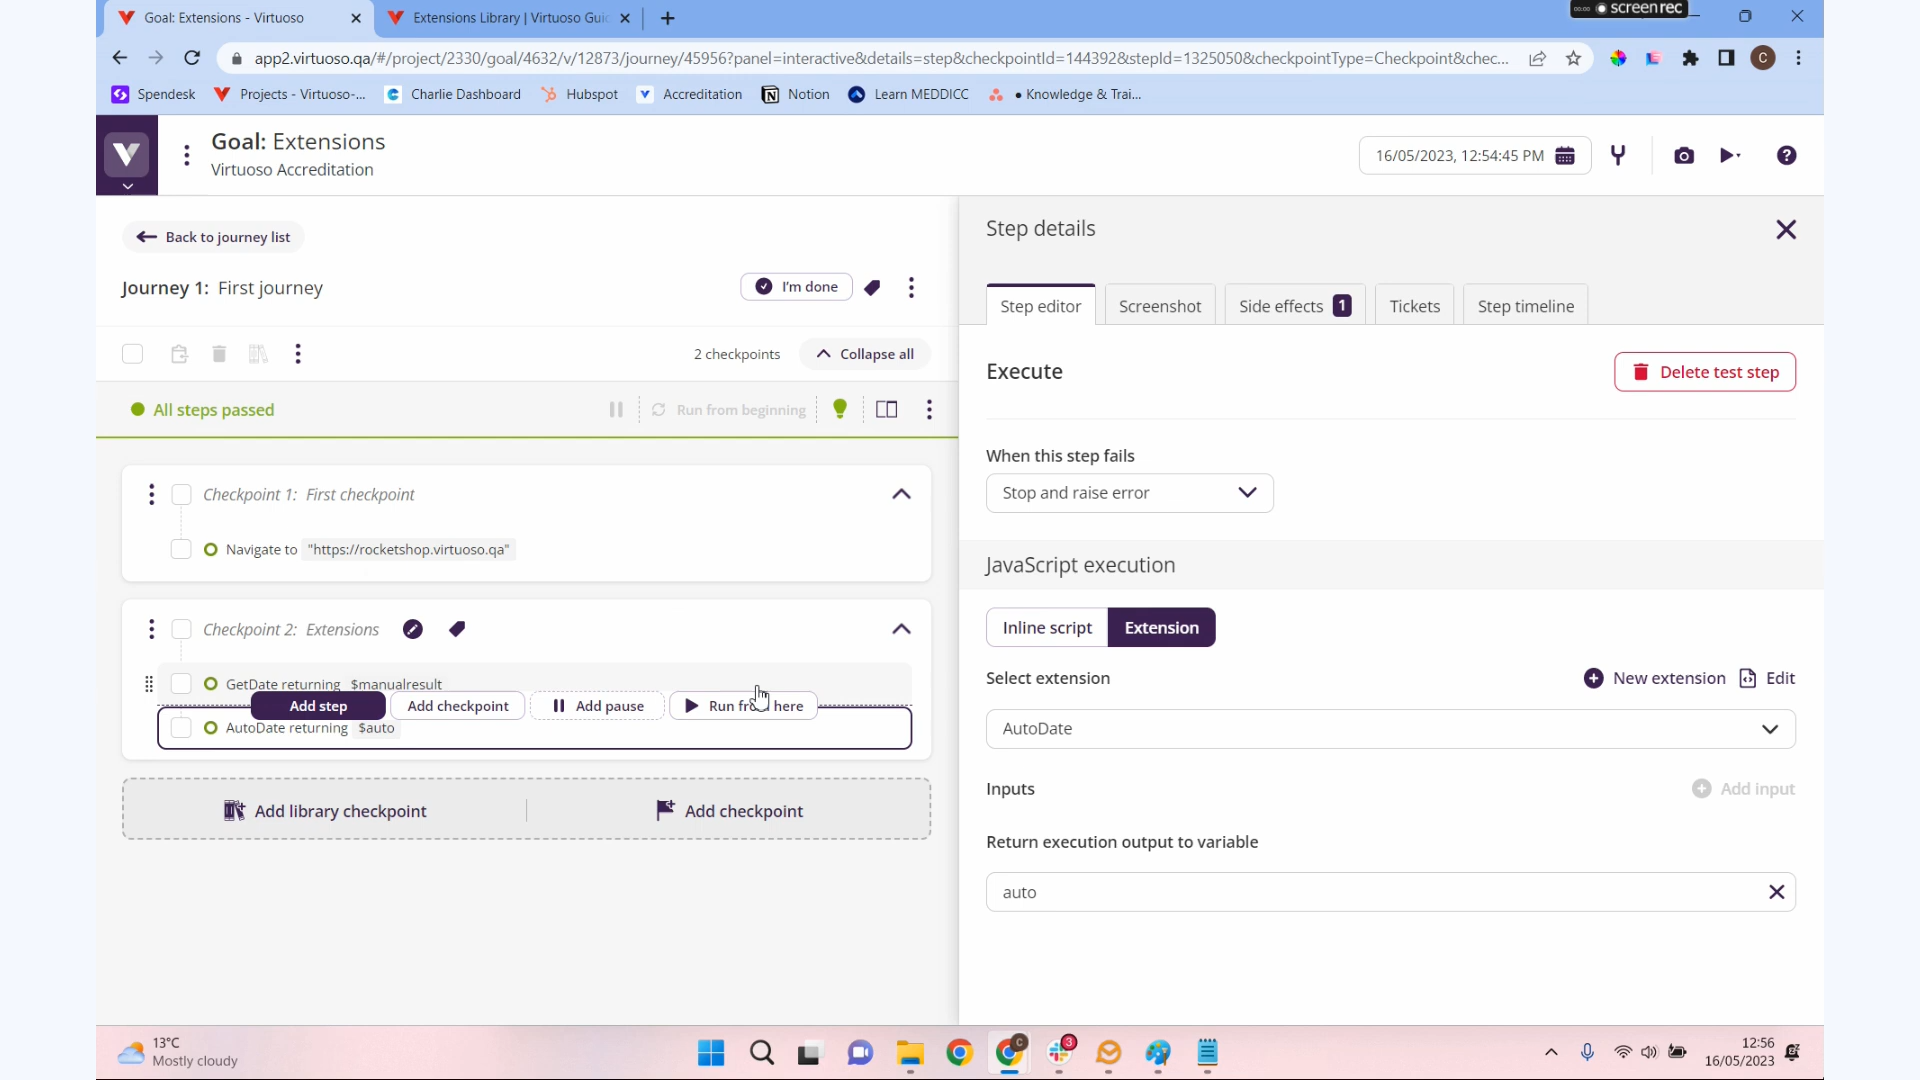 screenrec
Goal: Extensions - Virtuoso
Extensions Library | Virtuoso Guid
app2.virtuoso.qa/#/project/2330/goal/4632/v/12873/journey/45956?panel=interactive&details=step&checkpointId=144392&stepId=1325050&checkpointType=Checkpoint&chec...
C
Spendesk
Projects - Virtuoso-...
Charlie Dashboard
Hubspot
Accreditation
Notion
Learn MEDDICC
• Knowledge & Trai...
Goal: Extensions
Virtuoso Accreditation
16/05/2023, 12:54:45 PM
Back to journey list
Journey 1: First journey
I'm done
2 checkpoints
Collapse all
All steps passed
Run from beginning
Checkpoint 1: First checkpoint
Navigate to "https://rocketshop.virtuoso.qa"
Checkpoint 2: Extensions
GetDate returning $manualresult
Add step
Add checkpoint
Add pause
Run from here
AutoDate returning $auto
Add library checkpoint
Add checkpoint
Step details
Step editor
Screenshot
Side effects 1
Tickets
Step timeline
Execute
Delete test step
When this step fails
Stop and raise error
JavaScript execution
Inline script
Extension
Select extension
New extension
Edit
AutoDate
Inputs
Add input
Return execution output to variable
auto
13°C
Mostly cloudy
C
3
12:56
16/05/2023